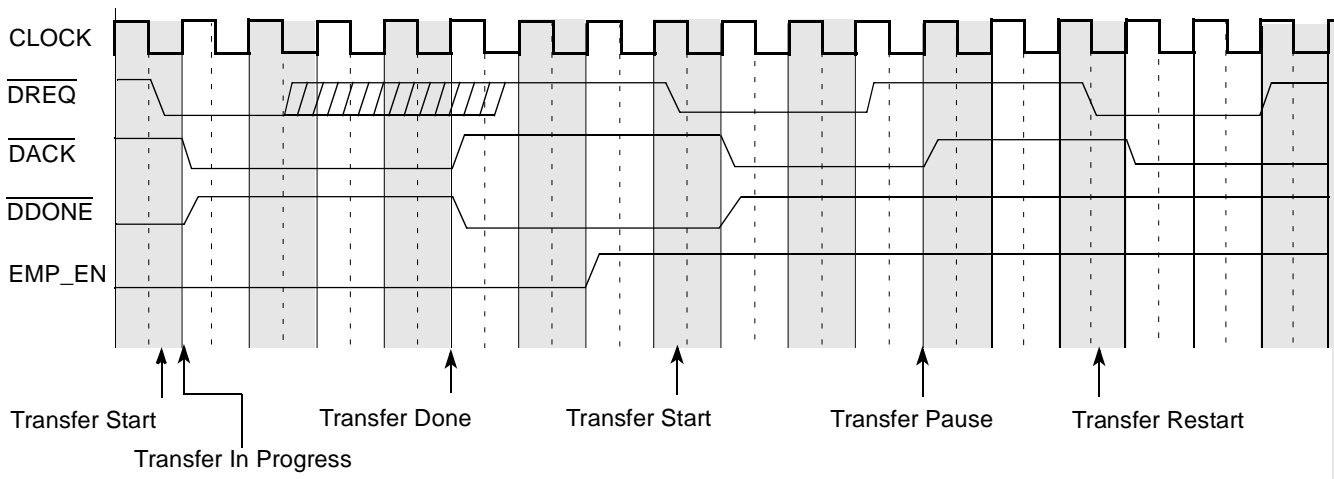 CLOCK
DREQ
DACK
DDONE
EMP_EN
Transfer Start
Transfer Done
Transfer Start
Transfer Pause
Transfer Restart
Transfer In Progress